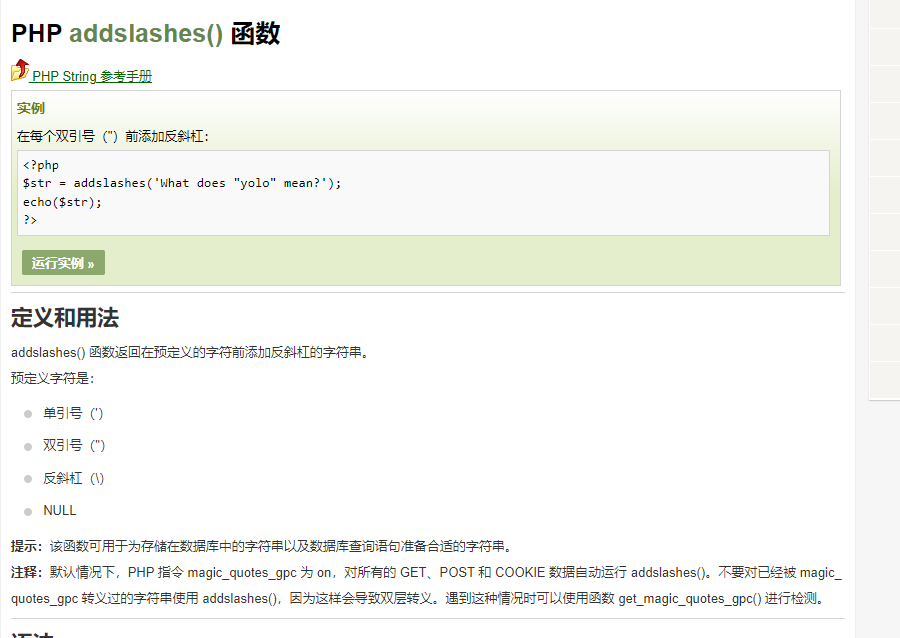 PHP addslashes() 函数
PHP String 参考手册
实例
在每个双引号（"）前添加反斜杠：
<?php
$str = addslashes('What does "yolo" mean?');
echo($str);
?>
运行实例 »
定义和用法
addslashes() 函数返回在预定义的字符前添加反斜杠的字符串。
预定义字符是：
单引号（'）
双引号（"）
反斜杠（\）
NULL
提示：该函数可用于为存储在数据库中的字符串以及数据库查询语句准备合适的字符串。
注释：默认情况下，PHP 指令 magic_quotes_gpc 为 on，对所有的 GET、POST 和 COOKIE 数据自动运行 addslashes()。不要对已经被 magic_
quotes_gpc 转义过的字符串使用 addslashes()，因为这样会导致双层转义。遇到这种情况时可以使用函数 get_magic_quotes_gpc() 进行检测。